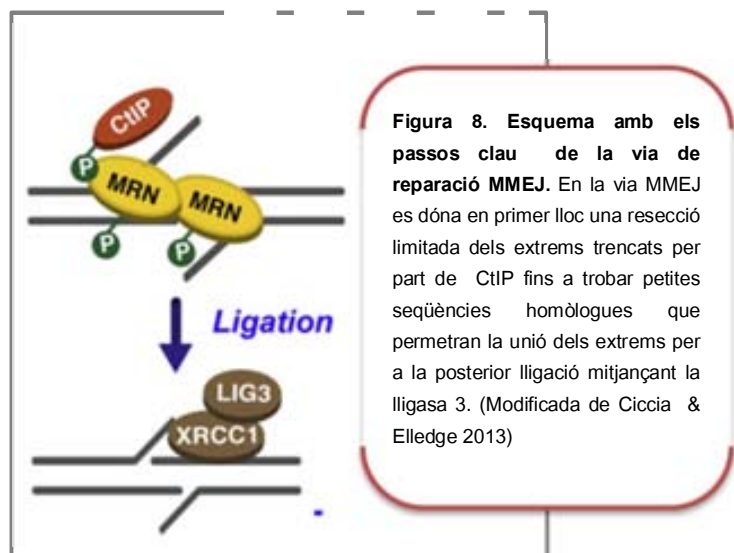 CtIP
P
MRN
MRN
P
P
Ligation
LIG3
XRCC1
Figura 8. Esquema amb els
passos clau de la via de
reparació MMEJ. En la via MMEJ
es dóna en primer lloc una resecció
limitada dels extrems trencats per
part de CtIP fins a trobar petites
seqüències homòlogues que
permetran la unió dels extrems per
a la posterior lligació mitjançant la
lligasa 3. (Modificada de Ciccia &
Elledge 2013)